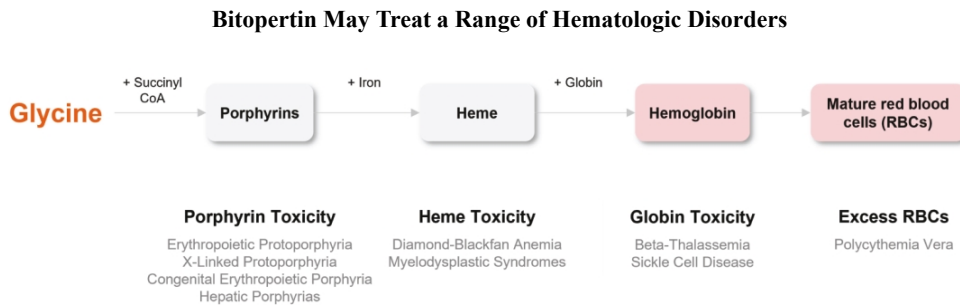 Bitopertin May Treat a Range of Hematologic Disorders
Glycine
+ Succinyl
CoA
Porphyrins
+ Iron
Heme
+ Globin
Hemoglobin
Mature red blood
cells (RBCs)
Porphyrin Toxicity
Erythropoietic Protoporphyria
X-Linked Protoporphyria
Congenital Erythropoietic Porphyria
Hepatic Porphyrias
Heme Toxicity
Diamond-Blackfan Anemia
Myelodysplastic Syndromes
Globin Toxicity
Beta-Thalassemia
Sickle Cell Disease
Excess RBCs
Polycythemia Vera